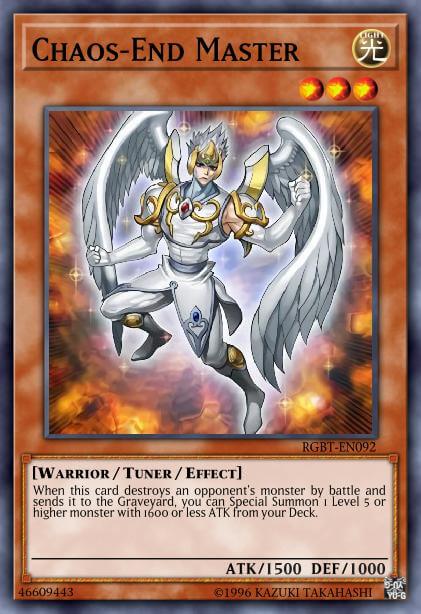 Chaos-End Master
LIGHT
光
RGBT-EN092
[Warrior / Tuner / Effect]
When this card destroys an opponent's monster by battle and
sends it to the Graveyard, you can Special Summon 1 Level 5 or
higher monster with 1600 or less ATK from your Deck.
ATK/1500 DEF/1000
46609443
©1996 KAZUKI TAKAHASHI